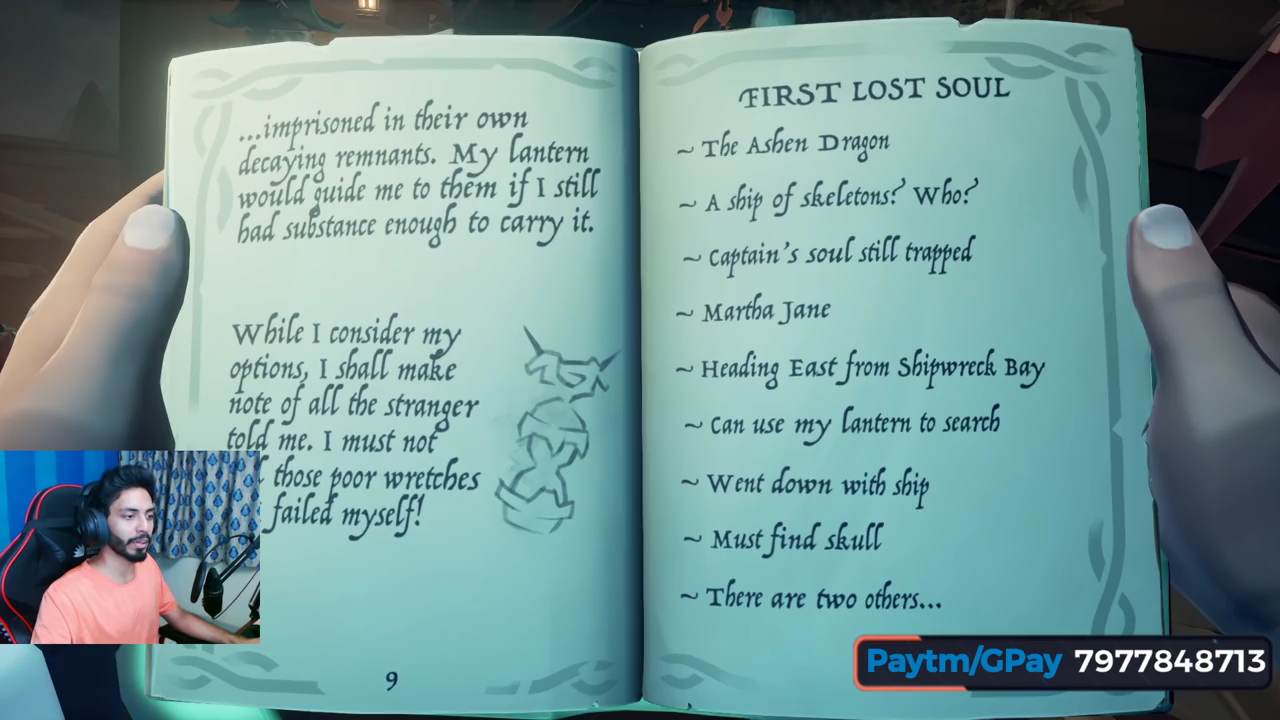 ...imprisoned in their own
decaying remnants. My lantern
would guide me to them if I still
had substance enough to carry it.
While I consider my
options, I shall make
note of all the stranger
told me. I must not
those poor wretches
failed myself!
9
FIRST LOST SOUL
~ The Ashen Dragon
~ A ship of skeletons? Who?
~ Captain's soul still trapped
~ Martha Jane
~ Heading East from Shipwreck Bay
~ Can use my lantern to search
~ Went down with ship
~ Must find skull
~ There are two others...
Paytm/GPay 7977848713